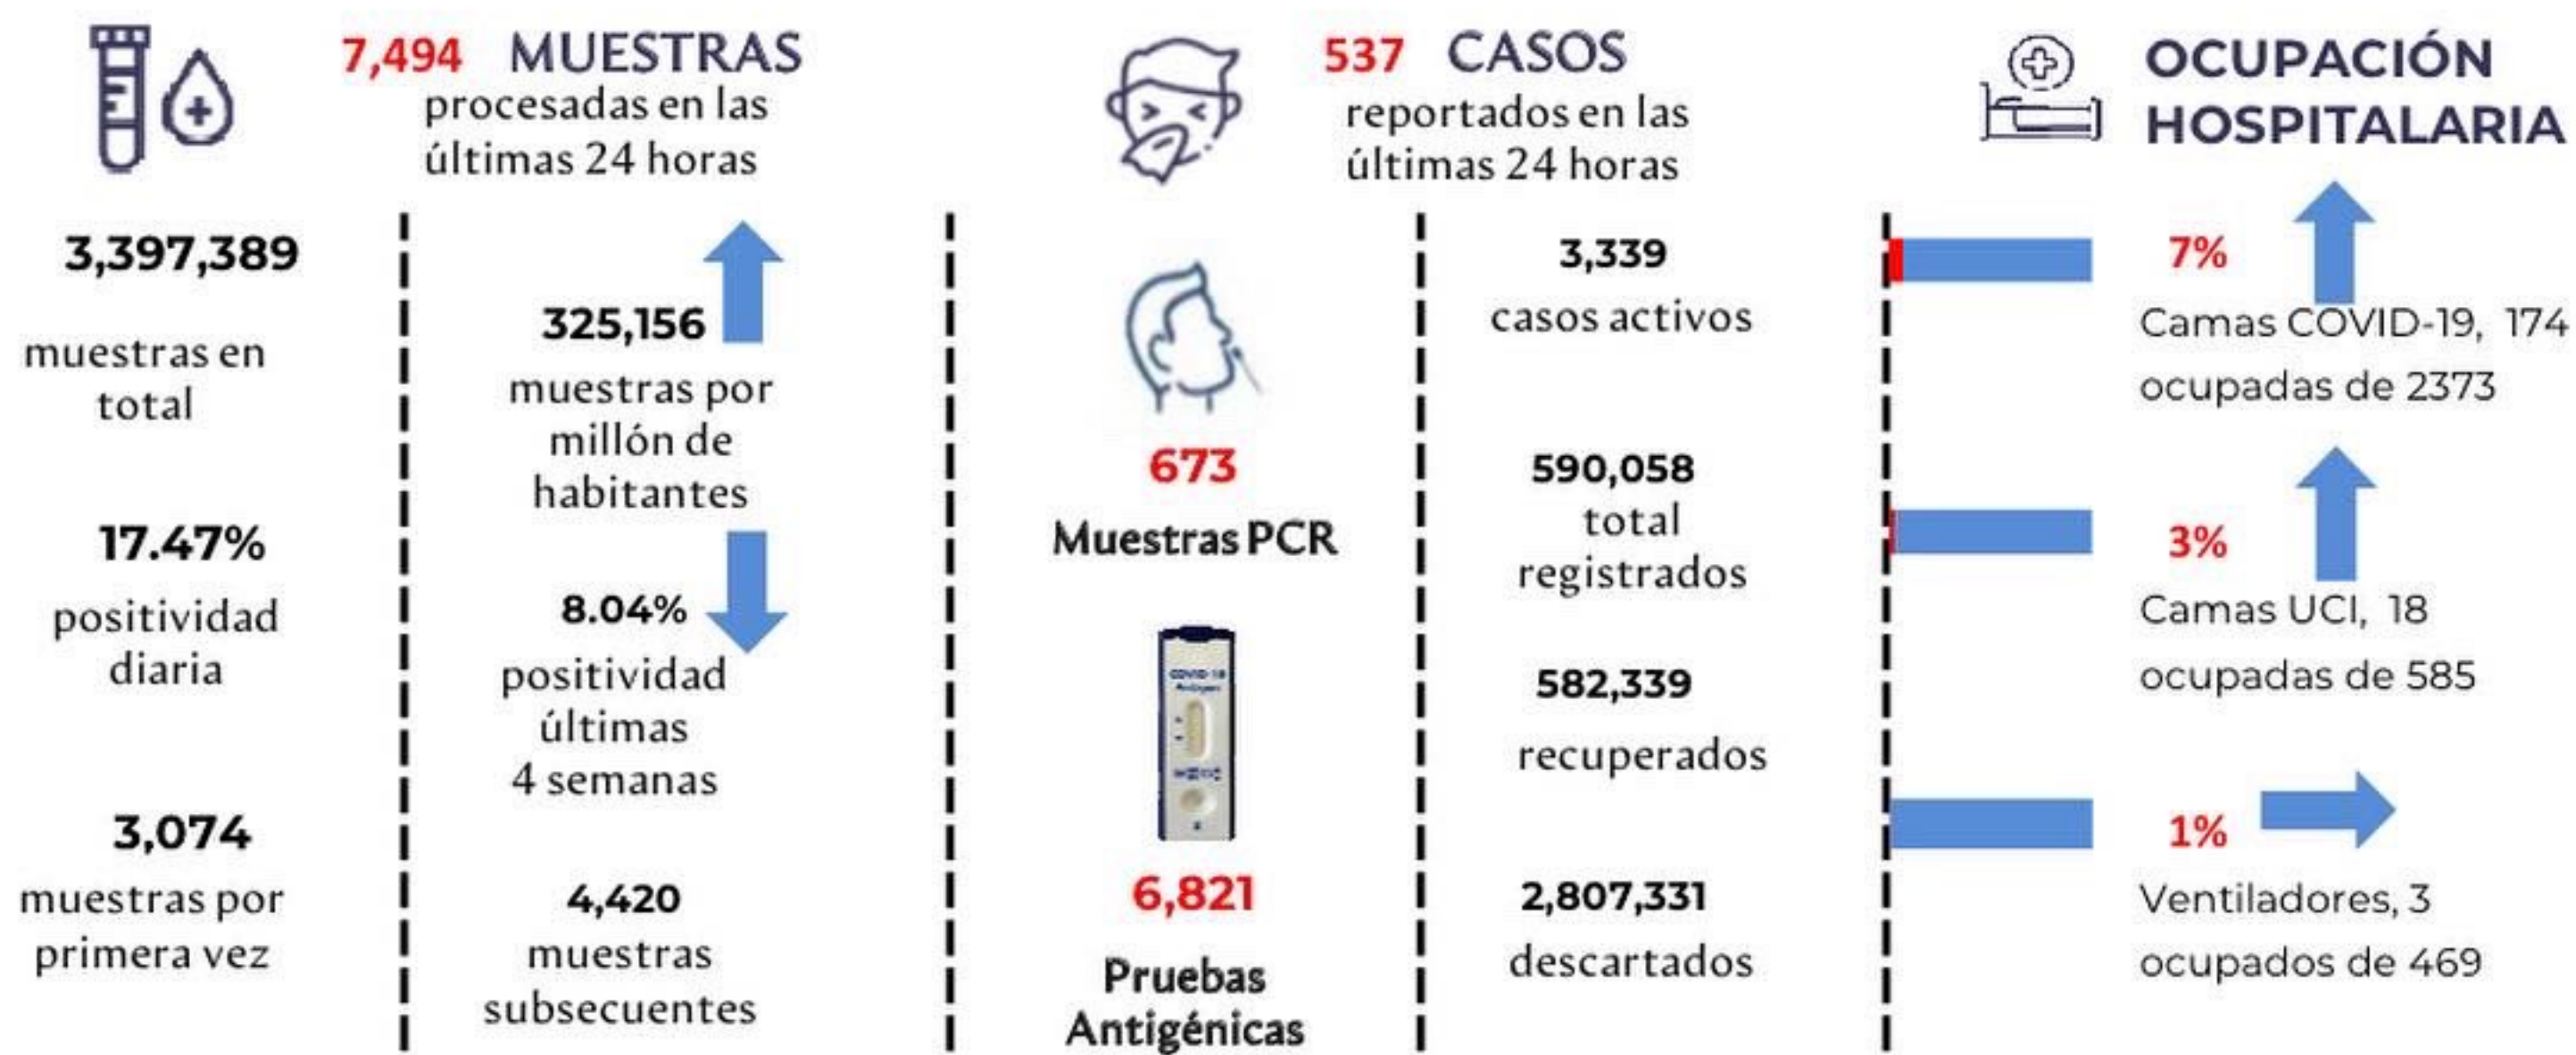 7,494 MUESTRAS
procesadas en las
últimas 24 horas
3,397,389
muestras en
total
17.47%
positividad
diaria
3,074
muestras por
primera vez
325,156
muestras por
millón de
habitantes
8.04%
positividad
últimas
4 semanas
4,420
muestras
subsecuentes
537 CASOS
reportados en las
últimas 24 horas
673
Muestras PCR
COVID-19
Antigen
6,821
Pruebas
Antigénicas
3,339
casos activos
590,058
total
registrados
582,339
recuperados
2,807,331
descartados
OCUPACIÓN
HOSPITALARIA
7%
Camas COVID-19, 174
ocupadas de 2373
3%
Camas UCI, 18
ocupadas de 585
1%
Ventiladores, 3
ocupados de 469